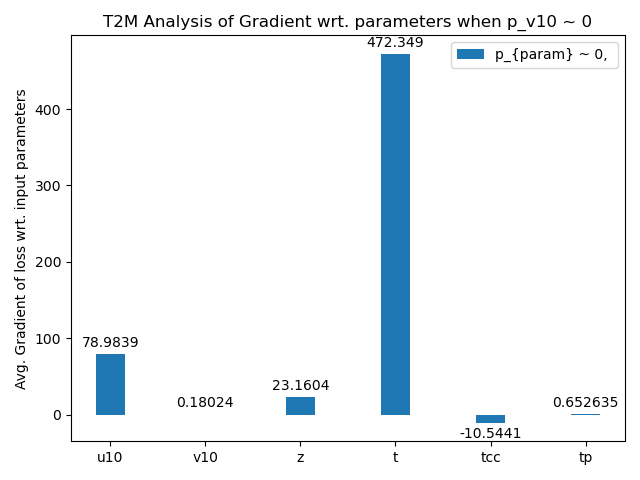 T2M Analysis of Gradient wrt. parameters when p_v10 ~ 0
472.349
p_{param} ~ 0,
Avg. Gradient of loss wrt. input parameters
400
300
200
100
0
78.9839
0.18024
23.1604
-10.5441
0.652635
u10 v10 z t tcc tp